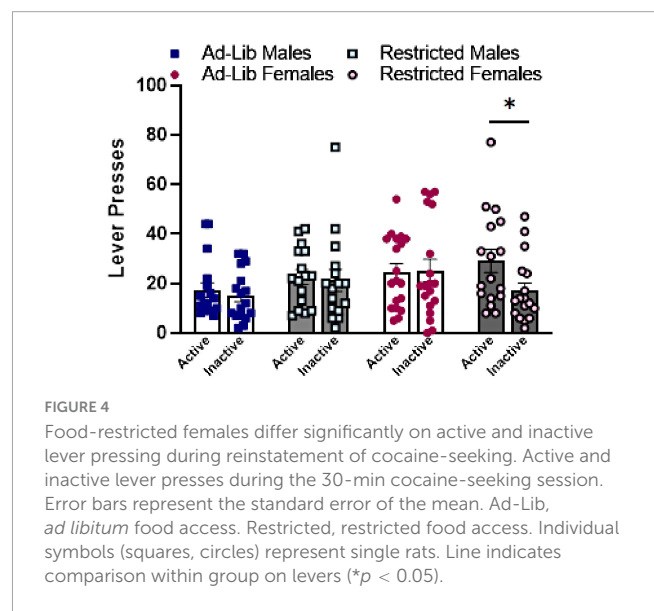 Ad-Lib Males
Restricted Males
Ad-Lib Females
Restricted Females
100
80
60
40
20
0
Lever Presses
*
Active
Inactive
Active
Inactive
Active
Inactive
Active
Inactive
FIGURE 4
Food-restricted females differ significantly on active and inactive
lever pressing during reinstatement of cocaine-seeking. Active and
inactive lever presses during the 30-min cocaine-seeking session.
Error bars represent the standard error of the mean. Ad-Lib,
ad libitum food access. Restricted, restricted food access. Individual
symbols (squares, circles) represent single rats. Line indicates
comparison within group on levers (*p < 0.05).